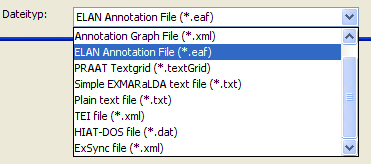 Dateityp: ELAN Annotation File (*.eaf)
Annotation Graph File (*.xml)
ELAN Annotation File (*.eaf)
PRAAT Textgrid (*.textGrid)
Simple EXMARaLDA text file (*.txt)
Plain text file (*.txt)
TEI file (*.xml)
HIAT-DOS file (*.dat)
ExSync file (*.xml)